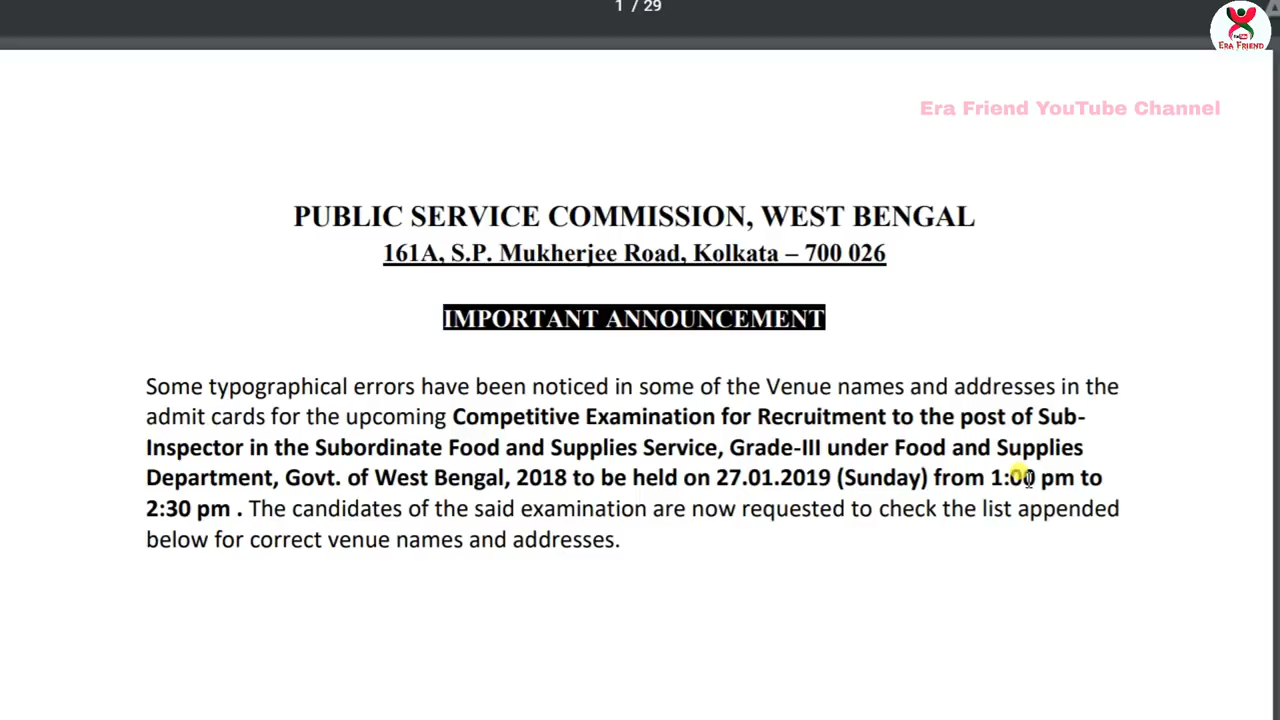 1 / 29
ERA FRIEND
Era Friend YouTube Channel
PUBLIC SERVICE COMMISSION, WEST BENGAL
161A, S.P. Mukherjee Road, Kolkata – 700 026
IMPORTANT ANNOUNCEMENT
Some typographical errors have been noticed in some of the Venue names and addresses in the
admit cards for the upcoming Competitive Examination for Recruitment to the post of Sub-
Inspector in the Subordinate Food and Supplies Service, Grade-III under Food and Supplies
Department, Govt. of West Bengal, 2018 to be held on 27.01.2019 (Sunday) from 1:00 pm to
2:30 pm . The candidates of the said examination are now requested to check the list appended
below for correct venue names and addresses.